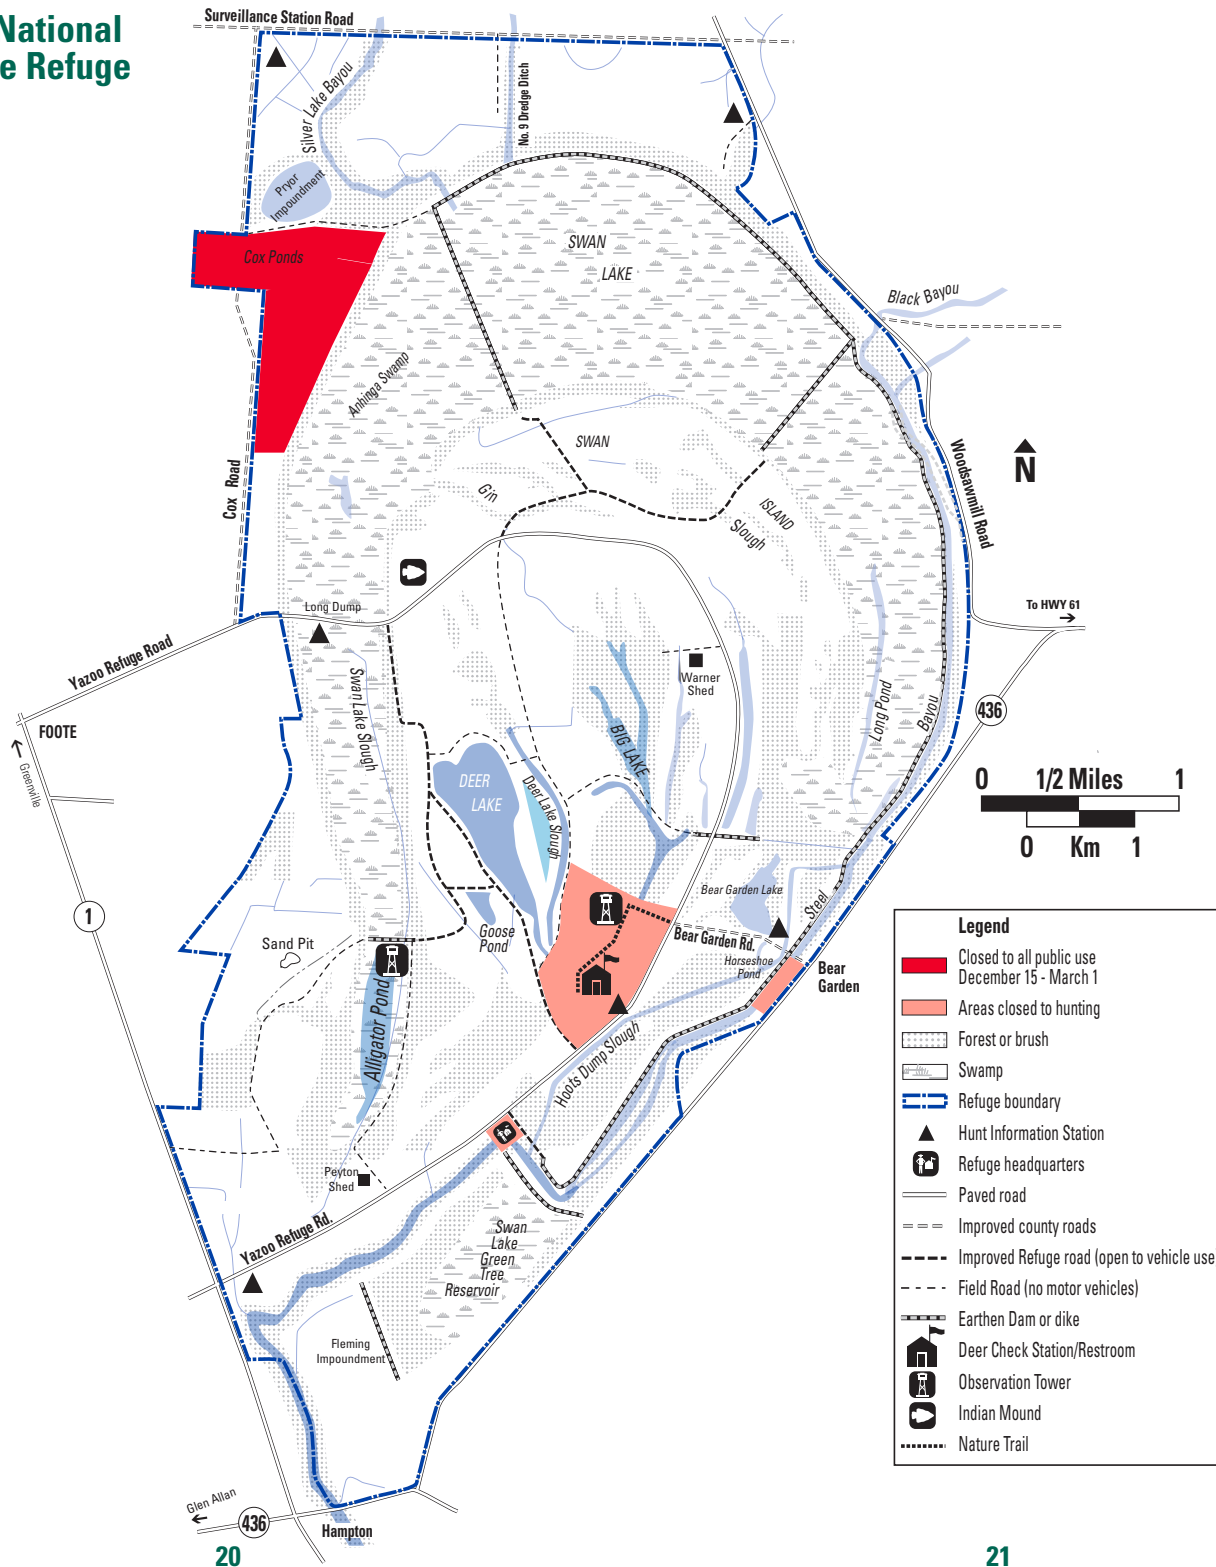 National
e Refuge
Surveillance Station Road
Silver Lake Bayou
No. 9 Dredge Ditch
Pryor
Impoundment
Cox Ponds
SWAN
LAKE
Black Bayou
Anhinga Swamp
SWAN
ISLAND
Gin
Slough
Cox Road
Woodsawmill Road
N
Long Dump
To HWY 61
Yazoo Refuge Road
FOOTE
Greenville
Swan Lake Slough
Warner
Shed
Long Pond
Bayou
436
BIG LAKE
DEER
LAKE
Deer Lake Slough
0 1/2 Miles 1
0 Km 1
1
Bear Garden Lake
Steel
Goose
Pond
Sand Pit
Bear Garden Rd.
Horseshoe
Pond
Bear
Garden
Alligator Pond
Hoots Dump Slough
Peyton
Shed
Yazoo Refuge Rd.
Swan
Lake
Green
Tree
Reservoir
Fleming
Impoundment
Glen Allan
436
Hampton
Legend
Closed to all public use
December 15 - March 1
Areas closed to hunting
Forest or brush
Swamp
Refuge boundary
Hunt Information Station
Refuge headquarters
Paved road
Improved county roads
Improved Refuge road (open to vehicle use
Field Road (no motor vehicles)
Earthen Dam or dike
Deer Check Station/Restroom
Observation Tower
Indian Mound
Nature Trail
20
21